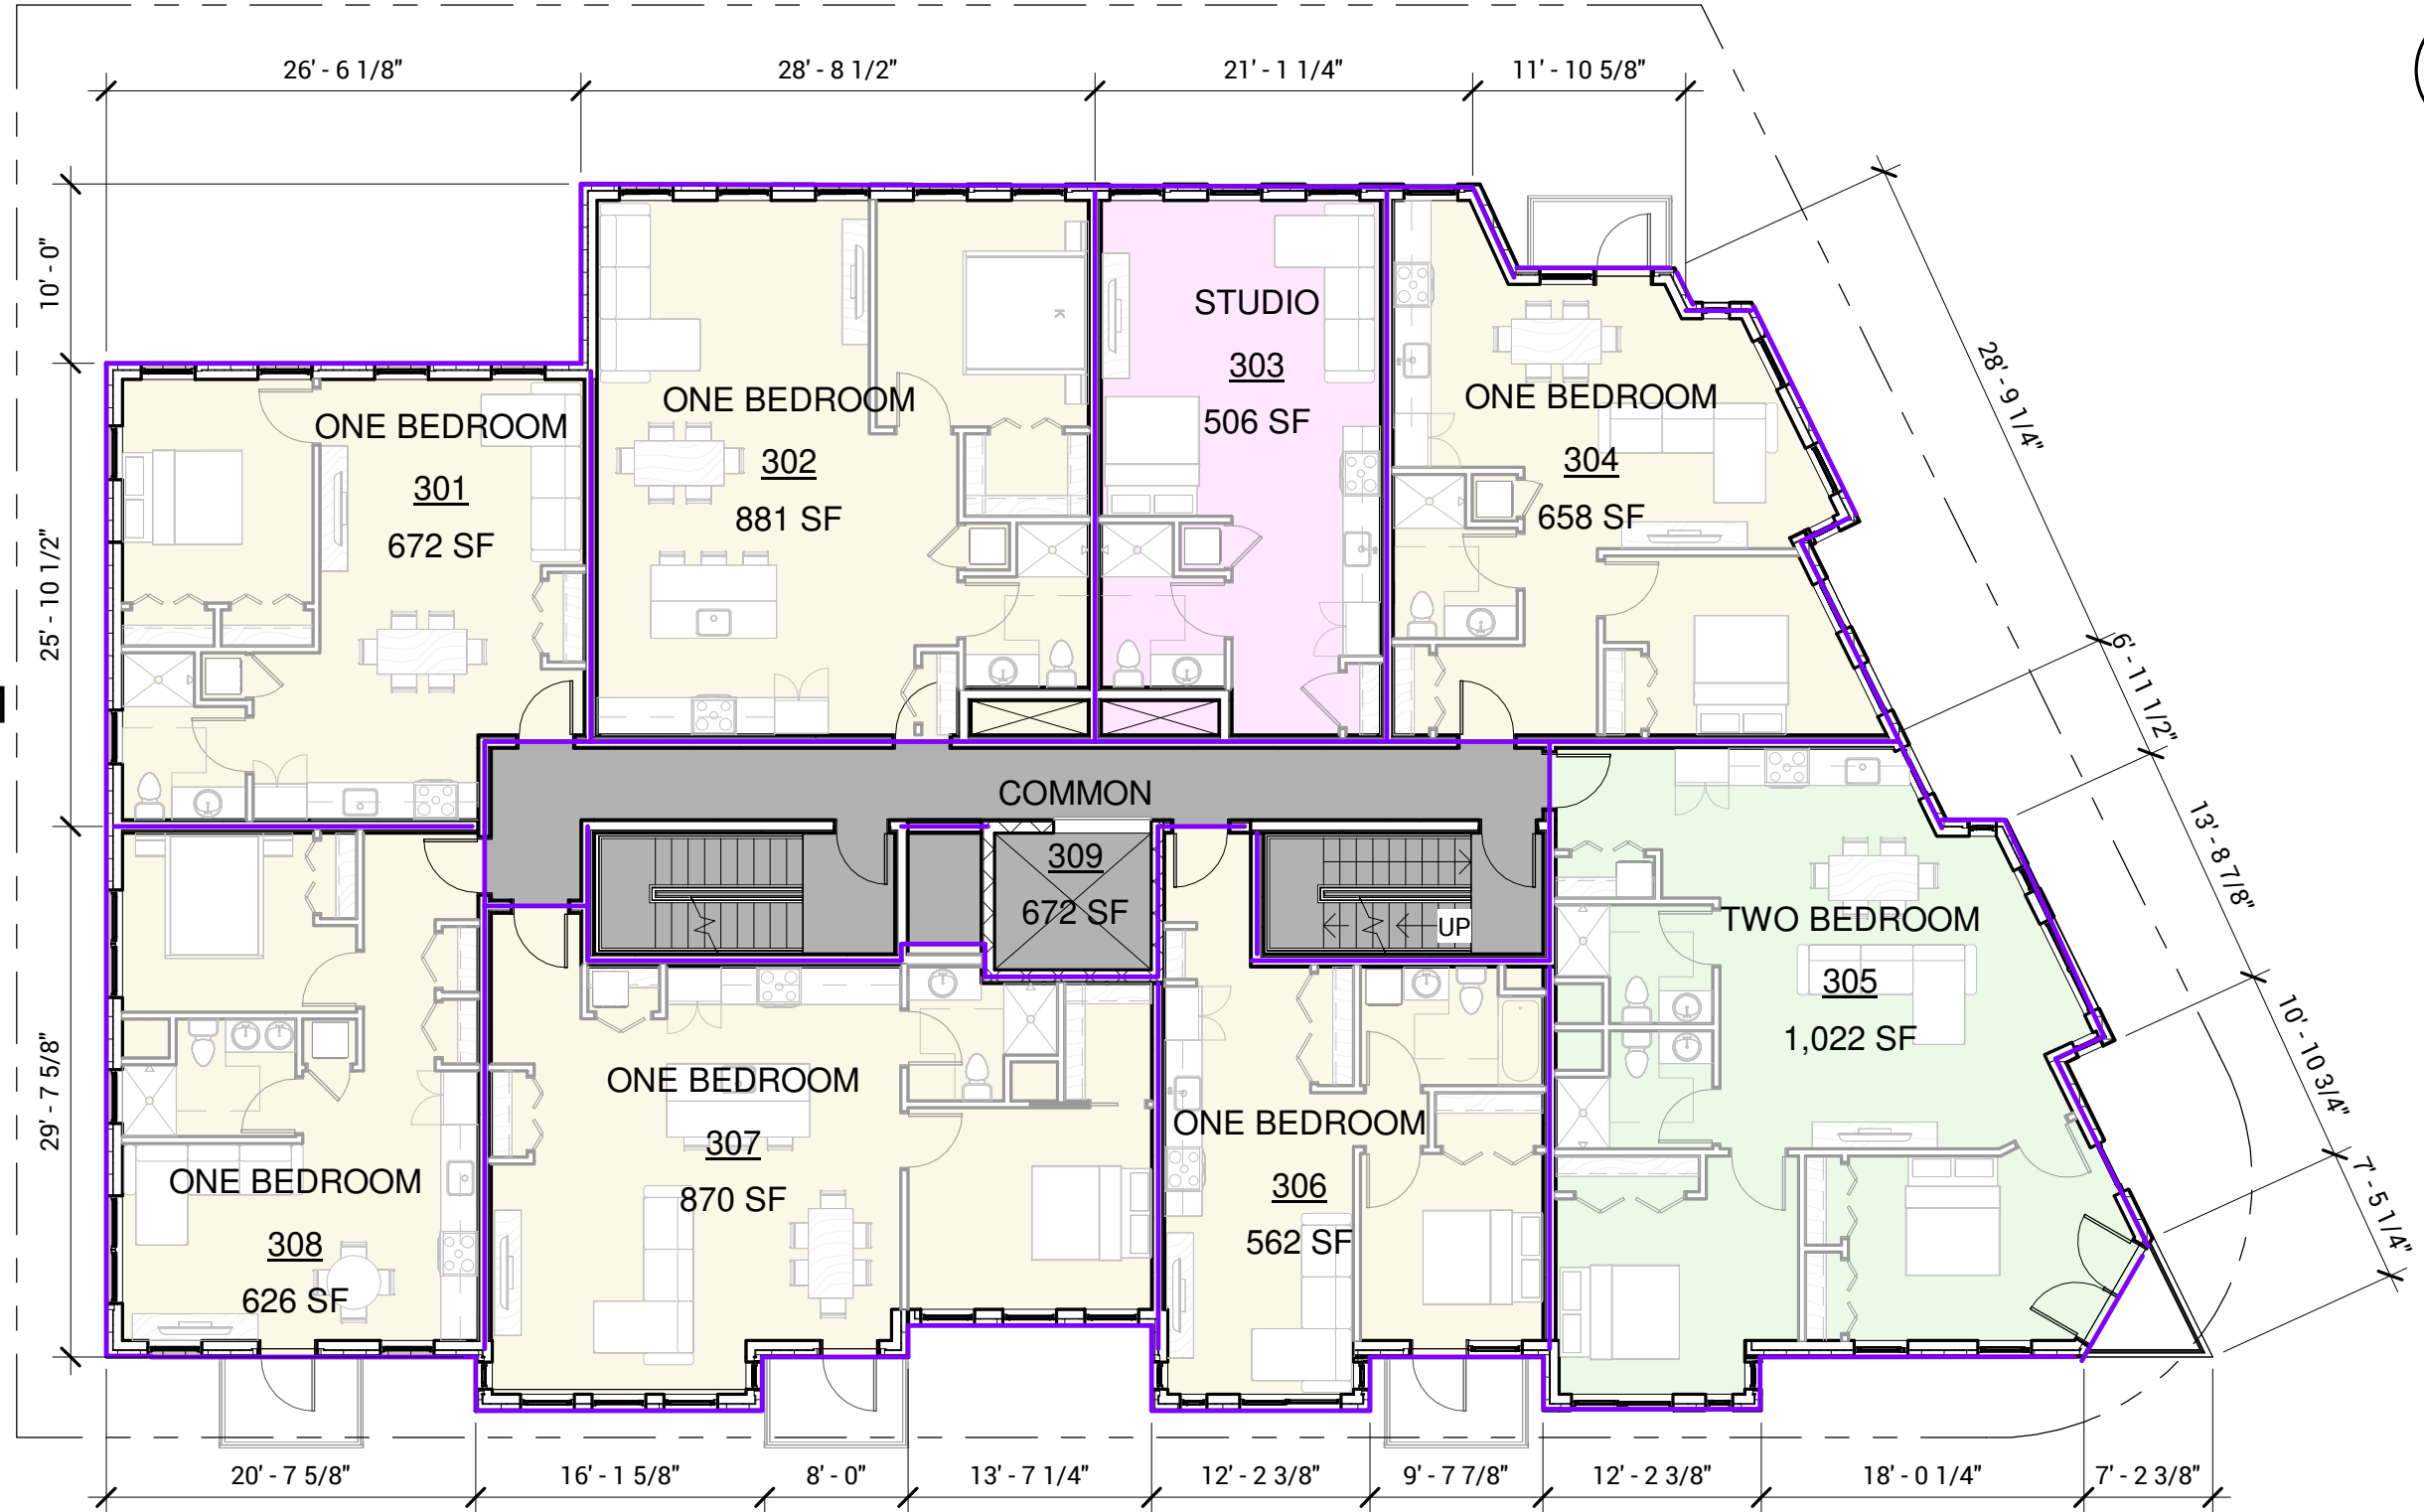 26' - 6 1/8"
28' - 8 1/2"
21' - 1 1/4"
11' - 10 5/8"
10' - 0"
25' - 10 1/2"
29' - 7 5/8"
28' - 9 1/4"
6' - 11 1/2"
13' - 8 7/8"
10' - 10 3/4"
7' - 5 1/4"
ONE BEDROOM
301
672 SF
ONE BEDROOM
302
881 SF
K
STUDIO
303
506 SF
ONE BEDROOM
304
658 SF
COMMON
309
672 SF
UP
TWO BEDROOM
305
1,022 SF
ONE BEDROOM
308
626 SF
ONE BEDROOM
307
870 SF
ONE BEDROOM
306
562 SF
20' - 7 5/8"
16' - 1 5/8"
8' - 0"
13' - 7 1/4"
12' - 2 3/8"
9' - 7 7/8"
12' - 2 3/8"
18' - 0 1/4"
7' - 2 3/8"